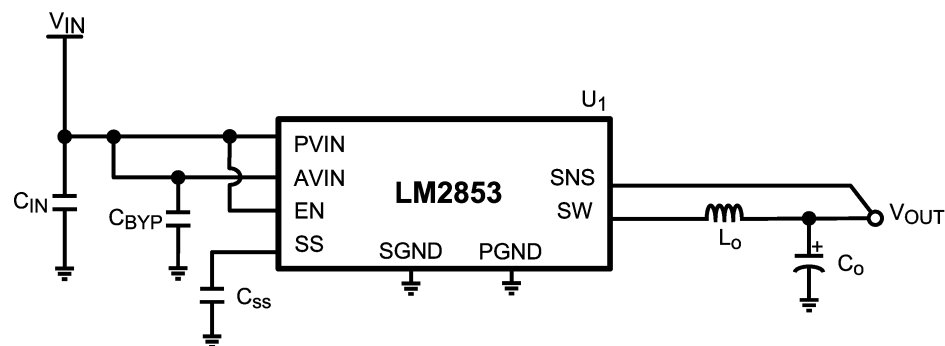 VIN
U1
PVIN
AVIN
EN
SS
LM2853
SNS
SW
SGND
PGND
CIN
CBYP
Css
Lo
+
Co
VOUT